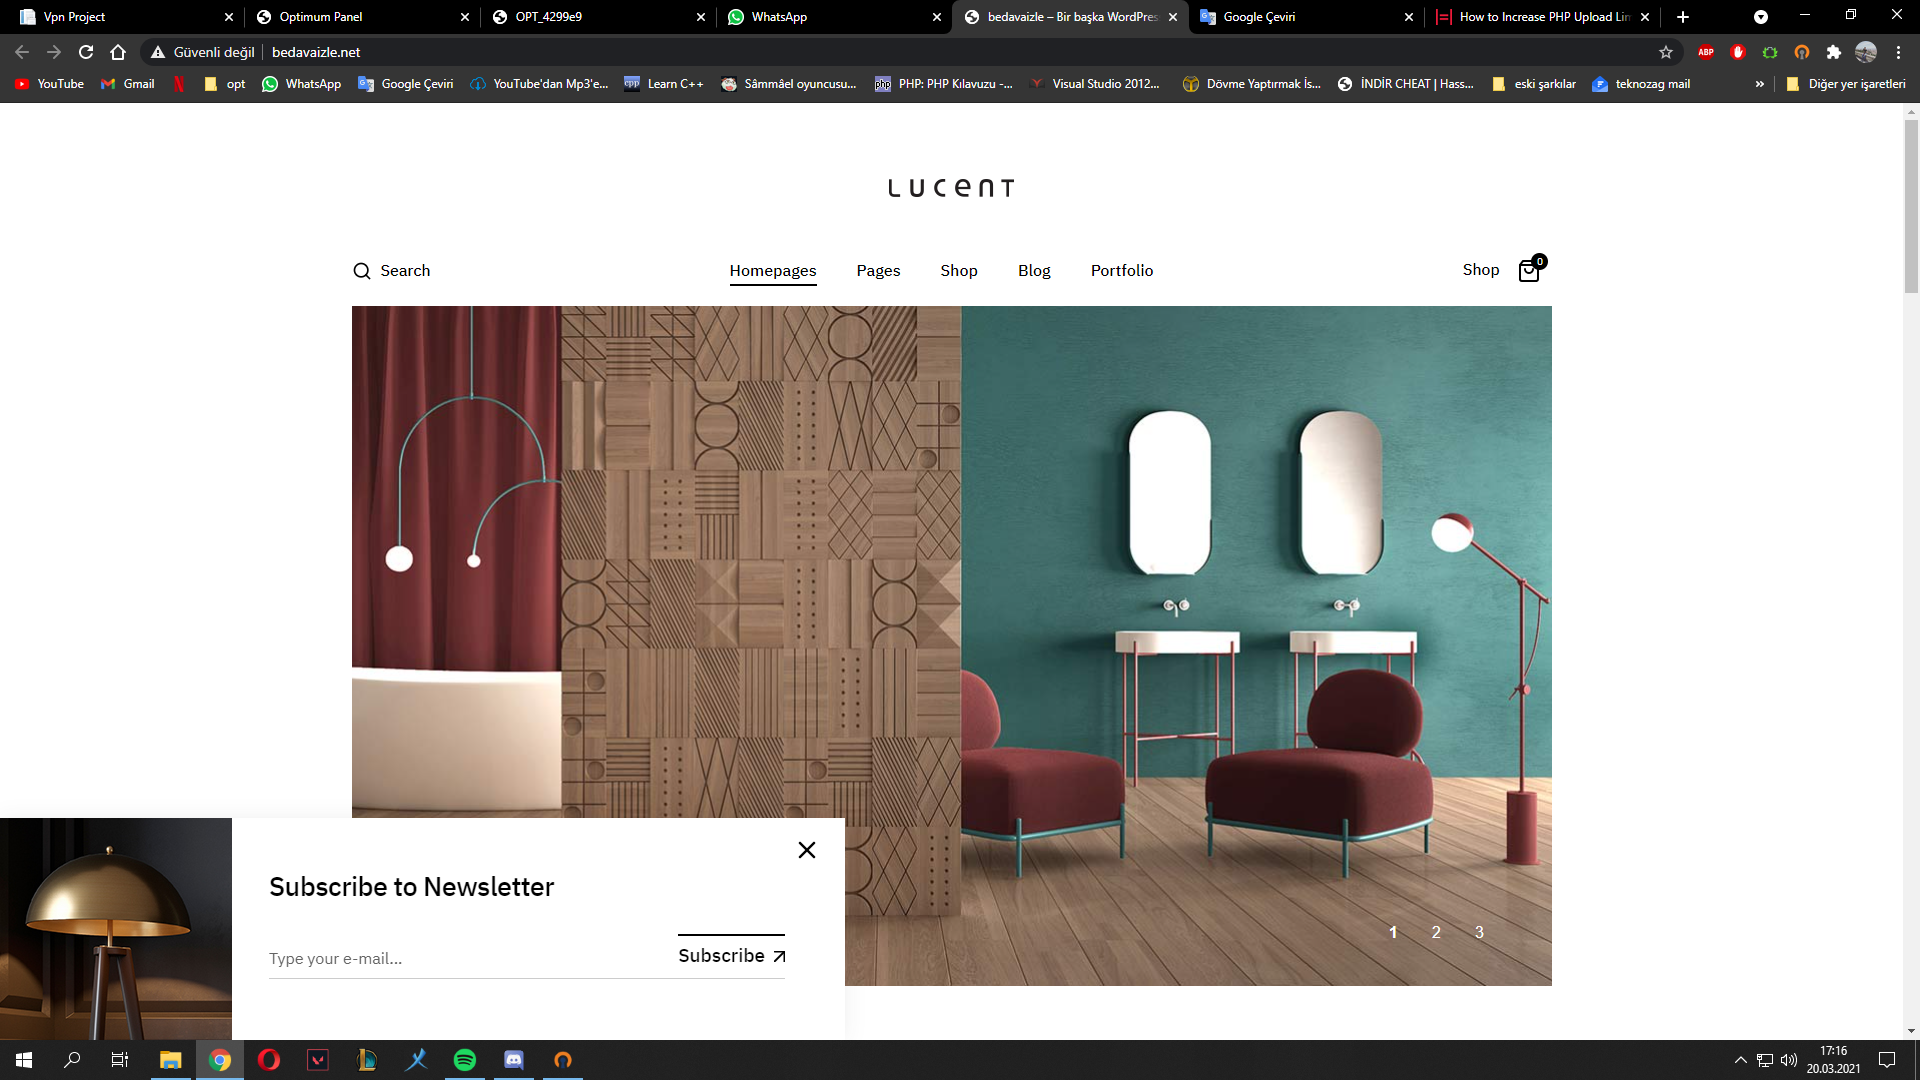 Vpn Project
Optimum Panel
OPT_4299e9
WhatsApp
bedavaizle – Bir başka WordPres
Google Çeviri
How to Increase PHP Upload Lim
Güvenli değil
bedavaizle.net
ABP
YouTube
Gmail
opt
WhatsApp
Google Çeviri
YouTube'dan Mp3'e...
Learn C++
Sâmmâel oyuncusu...
PHP: PHP Kılavuzu -...
Visual Studio 2012...
Dövme Yaptırmak İs...
İNDİR CHEAT | Hass...
eski şarkılar
teknozag mail
»
Diğer yer işaretleri
LUCENT
Search
Homepages
Pages
Shop
Blog
Portfolio
Shop
0
Subscribe to Newsletter
Type your e-mail...
Subscribe
1 2 3
17:16
20.03.2021